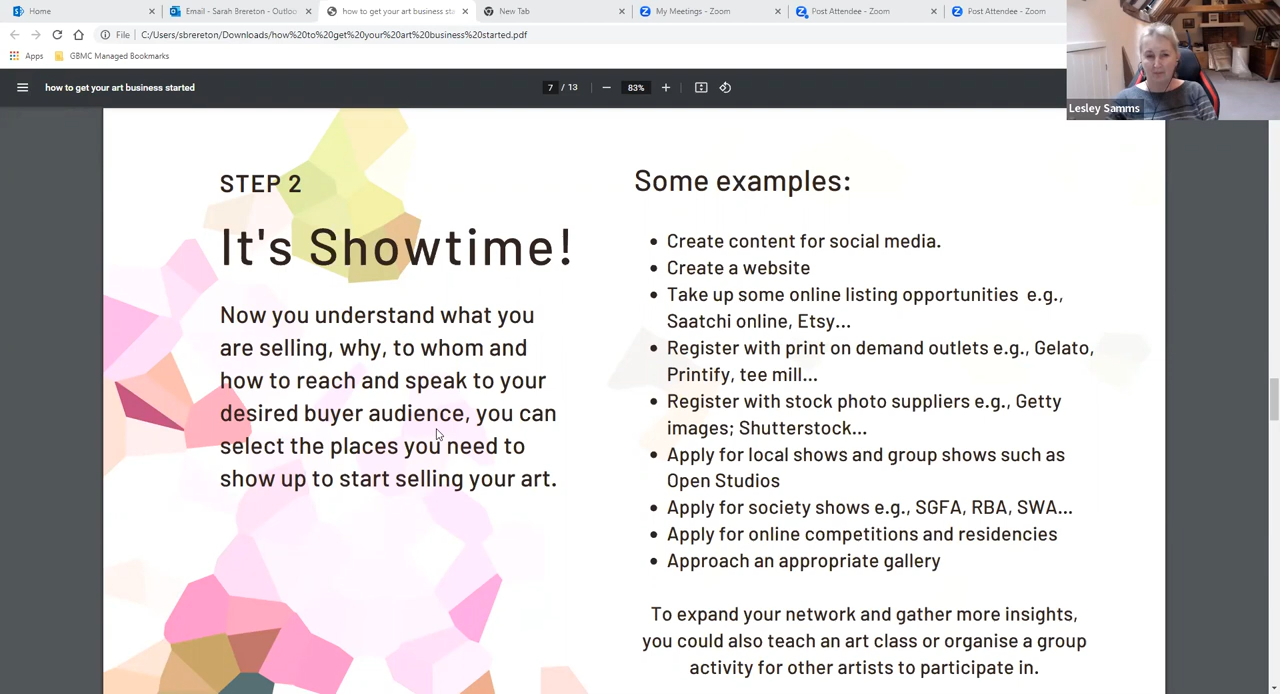 Home
Email - Sarah Brereton - Outloo
how to get your art business sta
New Tab
My Meetings - Zoom
Post Attendee - Zoom
Post Attendee - Zoom
File
C:/Users/sbrereton/Downloads/how%20to%20get%20your%20art%20business%20started.pdf
Apps
GBMC Managed Bookmarks
how to get your art business started
7 / 13
83%
Lesley Samms
STEP 2
It's Showtime!
Now you understand what you
are selling, why, to whom and
how to reach and speak to your
desired buyer audience, you can
select the places you need to
show up to start selling your art.
Some examples:
• Create content for social media.
• Create a website
• Take up some online listing opportunities e.g.,
Saatchi online, Etsy...
• Register with print on demand outlets e.g., Gelato,
Printify, tee mill...
• Register with stock photo suppliers e.g., Getty
images; Shutterstock...
• Apply for local shows and group shows such as
Open Studios
• Apply for society shows e.g., SGFA, RBA, SWA...
• Apply for online competitions and residencies
• Approach an appropriate gallery
To expand your network and gather more insights,
you could also teach an art class or organise a group
activity for other artists to participate in.